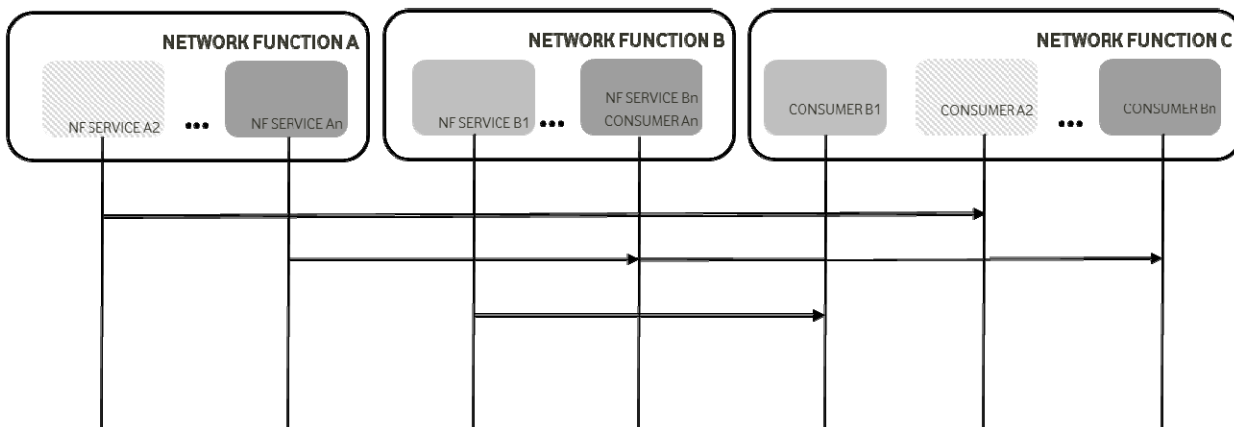 NETWORK FUNCTION A
NF SERVICE A2
•••
NF SERVICE An
NETWORK FUNCTION B
NF SERVICE B1
•••
NF SERVICE Bn
CONSUMER An
NETWORK FUNCTION C
CONSUMER B1
CONSUMER A2
•••
CONSUMER Bn